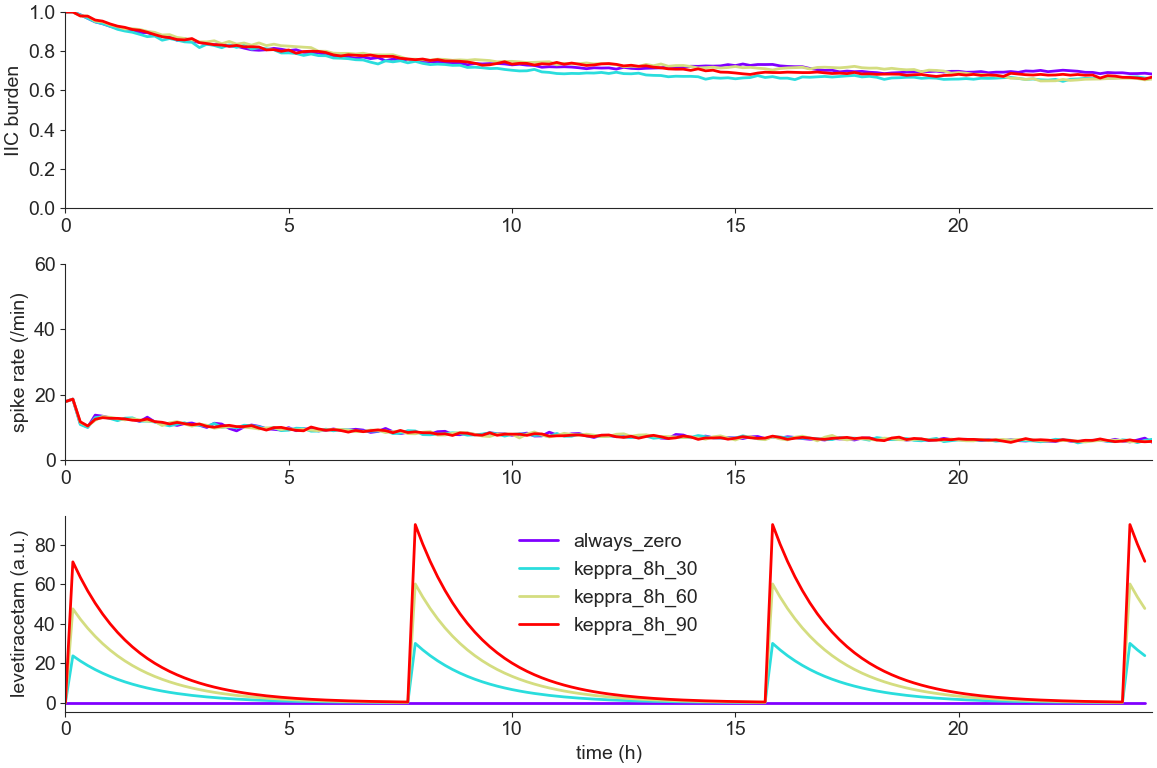 IIC burden
1.0
0.8
0.6
0.4
0.2
0.0
0 5 10 15 20
spike rate (/min)
60
40
20
0
0 5 10 15 20
levetiracetam (a.u.)
80
60
40
20
0
always_zero
keppra_8h_30
keppra_8h_60
keppra_8h_90
0 5 10 15 20
time (h)